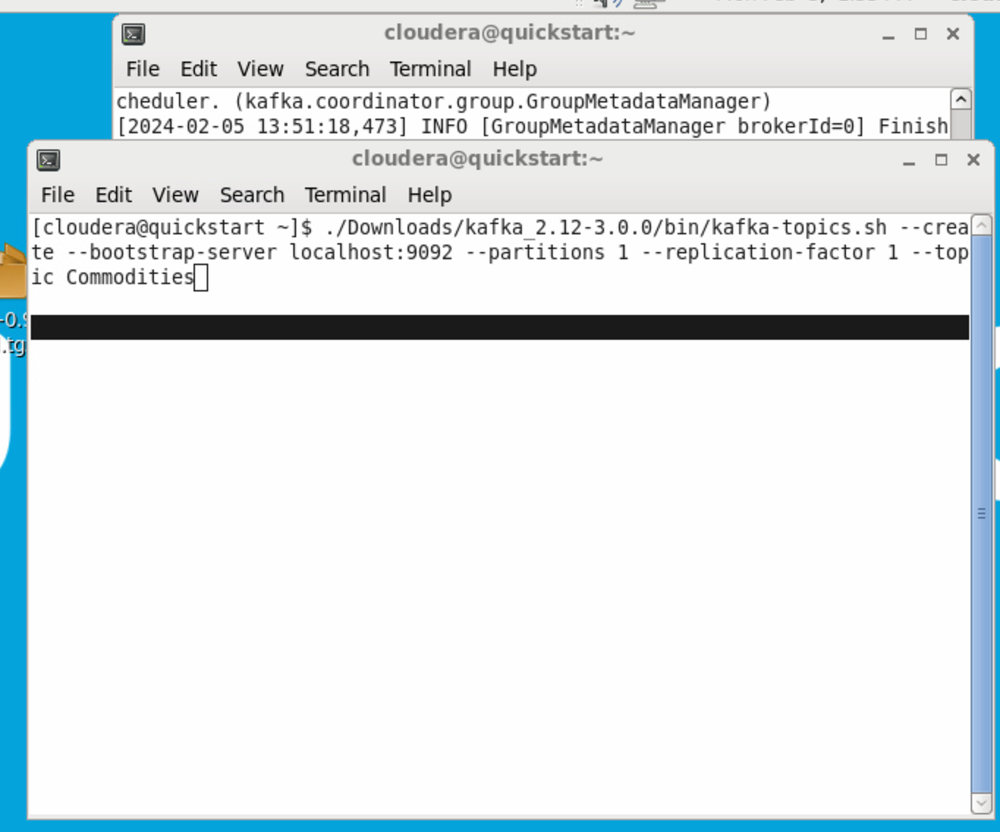 cloudera@quickstart:~
File Edit View Search Terminal Help
cheduler. (kafka.coordinator.group.GroupMetadataManager)
[2024-02-05 13:51:18,473] INFO [GroupMetadataManager brokerId=0] Finish
cloudera@quickstart:~
File Edit View Search Terminal Help
[cloudera@quickstart ~]$ ./Downloads/kafka_2.12-3.0.0/bin/kafka-topics.sh --crea
te --bootstrap-server localhost:9092 --partitions 1 --replication-factor 1 --top
ic Commodities
.tg